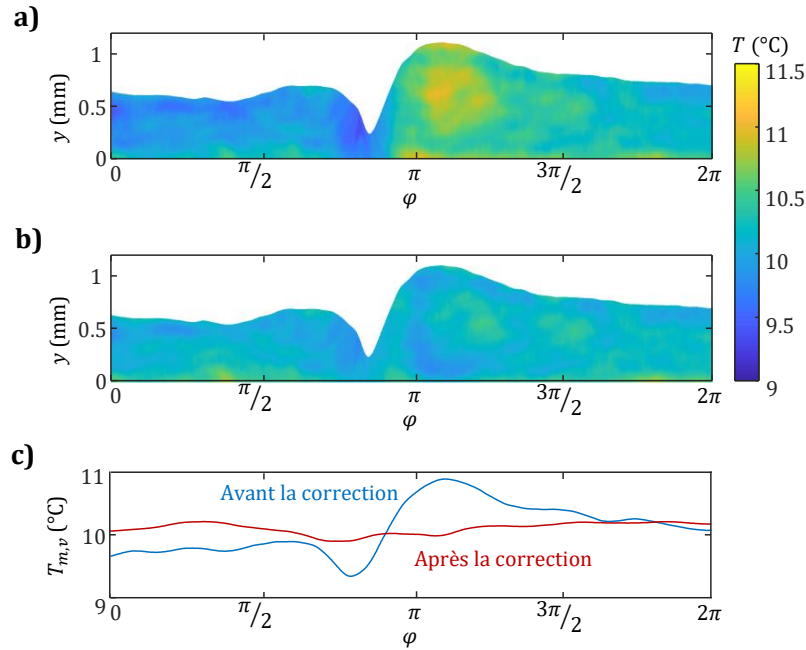 a)
T (°C)
y (mm)
1
0.5
0
0 π/2 π 3π/2 2π
φ
11.5
11
10.5
10
9.5
9
b)
y (mm)
1
0.5
0
0 π/2 π 3π/2 2π
φ
c)
T_{m,v} (°C)
11
10
9
Avant la correction
Après la correction
0 π/2 π 3π/2 2π
φ